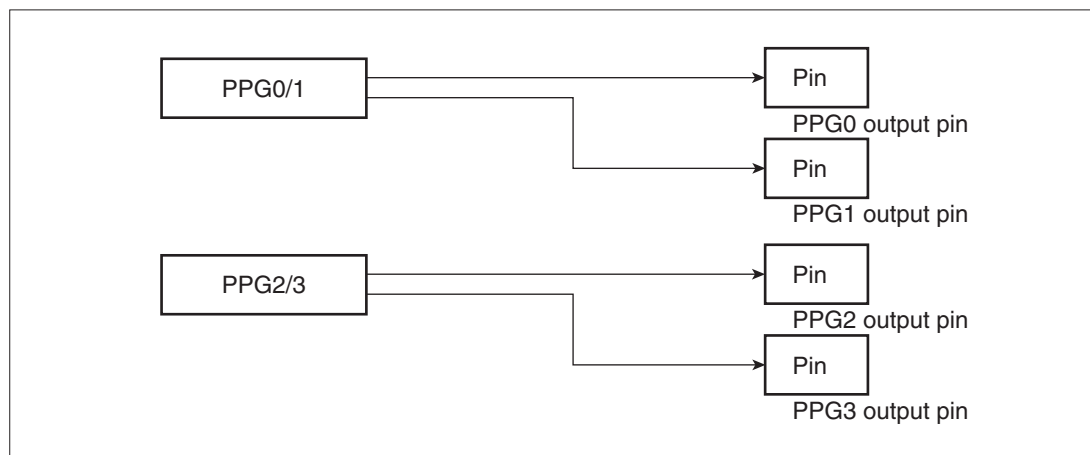 PPG0/1
Pin
PPG0 output pin
Pin
PPG1 output pin
PPG2/3
Pin
PPG2 output pin
Pin
PPG3 output pin